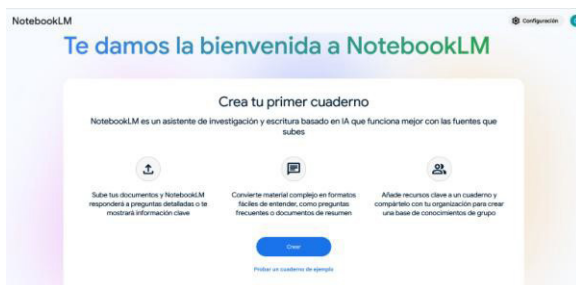 NotebookLM
Configuración
Te damos la bienvenida a NotebookLM
Crea tu primer cuaderno
NotebookLM es un asistente de investigación y escritura basado en IA que funciona mejor con las fuentes que
subes
Sube tus documentos y NotebookLM
responderá a preguntas detalladas o te
mostrará información clave
Convierte material complejo en formatos
fáciles de entender, como preguntas
frecuentes o documentos de resumen
Añade recursos clave a un cuaderno y
compártelo con tu organización para crear
una base de conocimientos de grupo
Crear
Probar un cuaderno de ejemplo